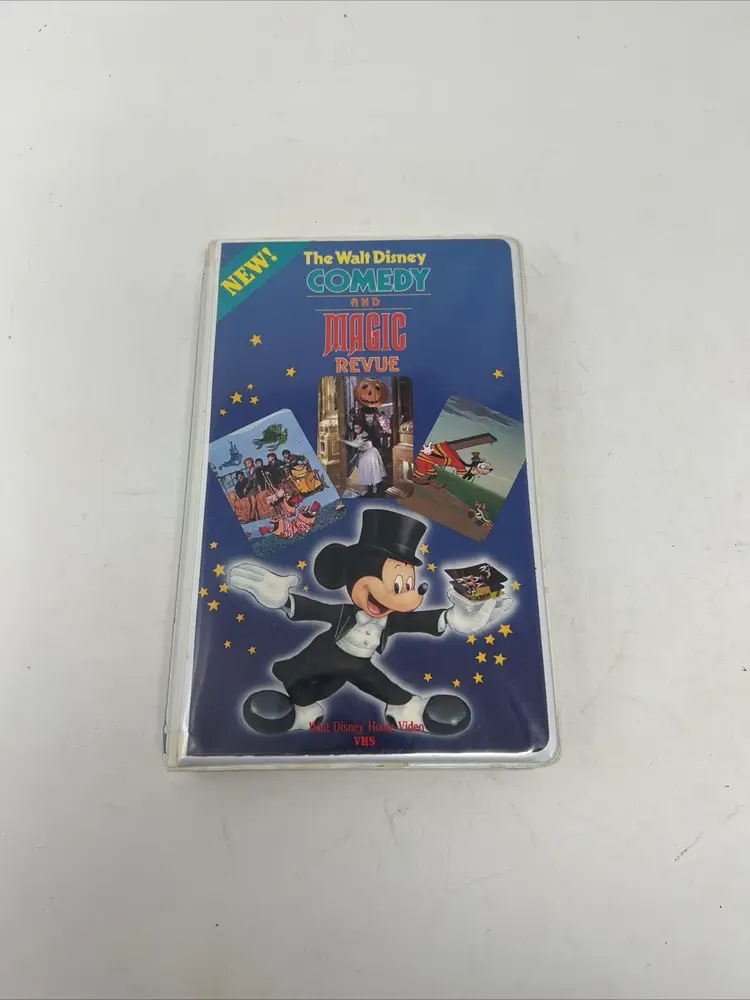 NEW!
The Walt Disney
COMEDY
AND
MAGIC
REVUE
Walt Disney Home Video
VHS